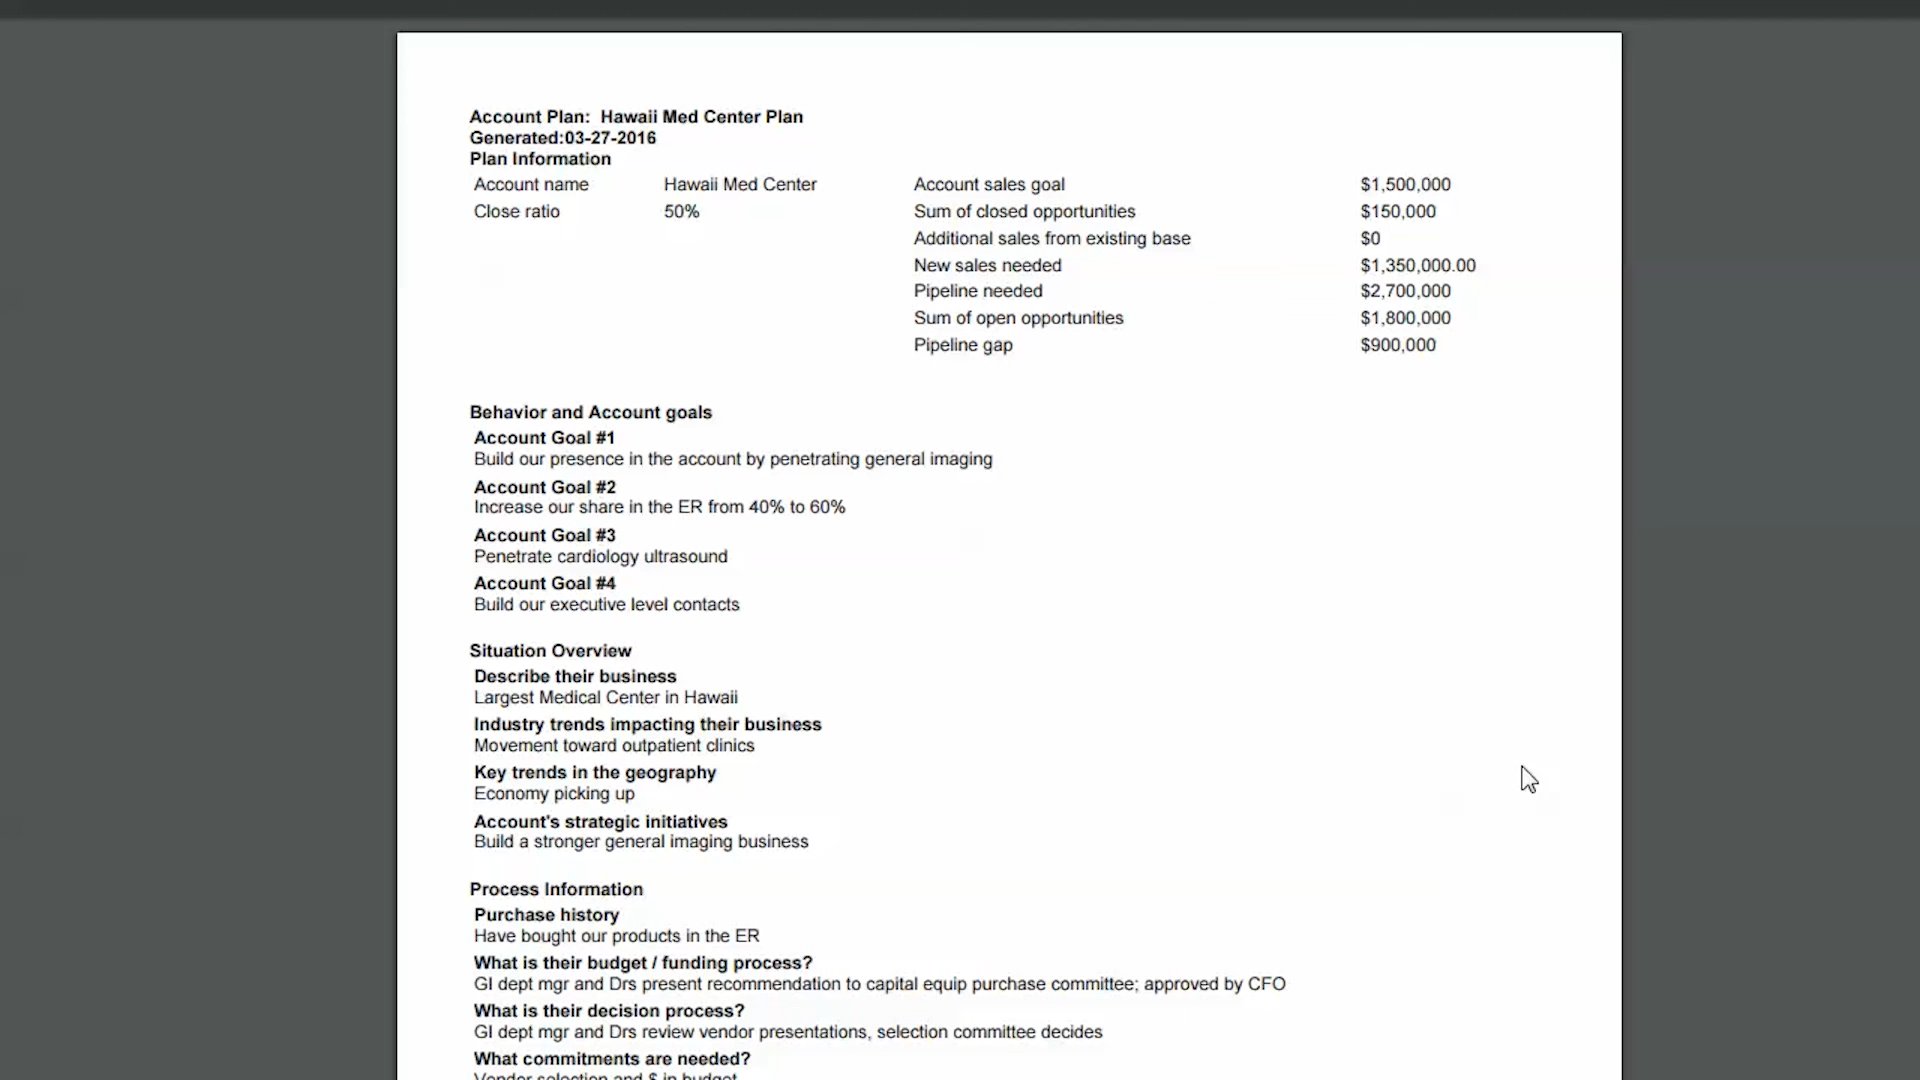 Account Plan: Hawaii Med Center Plan
Generated:03-27-2016
Plan Information
Account name Hawaii Med Center Account sales goal $1,500,000
Close ratio 50% Sum of closed opportunities $150,000
Additional sales from existing base $0
New sales needed $1,350,000.00
Pipeline needed $2,700,000
Sum of open opportunities $1,800,000
Pipeline gap $900,000
Behavior and Account goals
Account Goal #1
Build our presence in the account by penetrating general imaging
Account Goal #2
Increase our share in the ER from 40% to 60%
Account Goal #3
Penetrate cardiology ultrasound
Account Goal #4
Build our executive level contacts
Situation Overview
Describe their business
Largest Medical Center in Hawaii
Industry trends impacting their business
Movement toward outpatient clinics
Key trends in the geography
Economy picking up
Account's strategic initiatives
Build a stronger general imaging business
Process Information
Purchase history
Have bought our products in the ER
What is their budget / funding process?
GI dept mgr and Drs present recommendation to capital equip purchase committee; approved by CFO
What is their decision process?
GI dept mgr and Drs review vendor presentations, selection committee decides
What commitments are needed?
Vendor selection and $ in budget